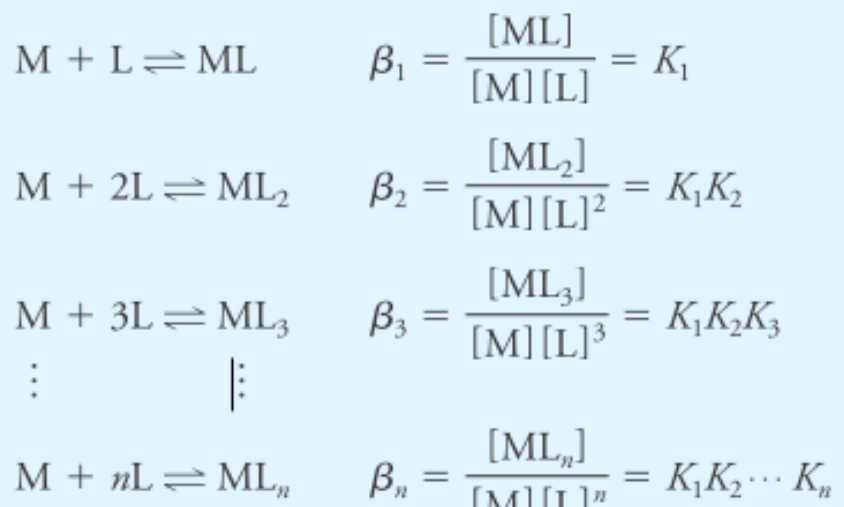 M + L ⇌ ML β₁ = [ML] / [M][L] = K₁
M + 2L ⇌ ML₂ β₂ = [ML₂] / [M][L]² = K₁K₂
M + 3L ⇌ ML₃ β₃ = [ML₃] / [M][L]³ = K₁K₂K₃
⋮ ⋮
M + nL ⇌ MLₙ βₙ = [MLₙ] / [M][L]ⁿ = K₁K₂⋯Kₙ